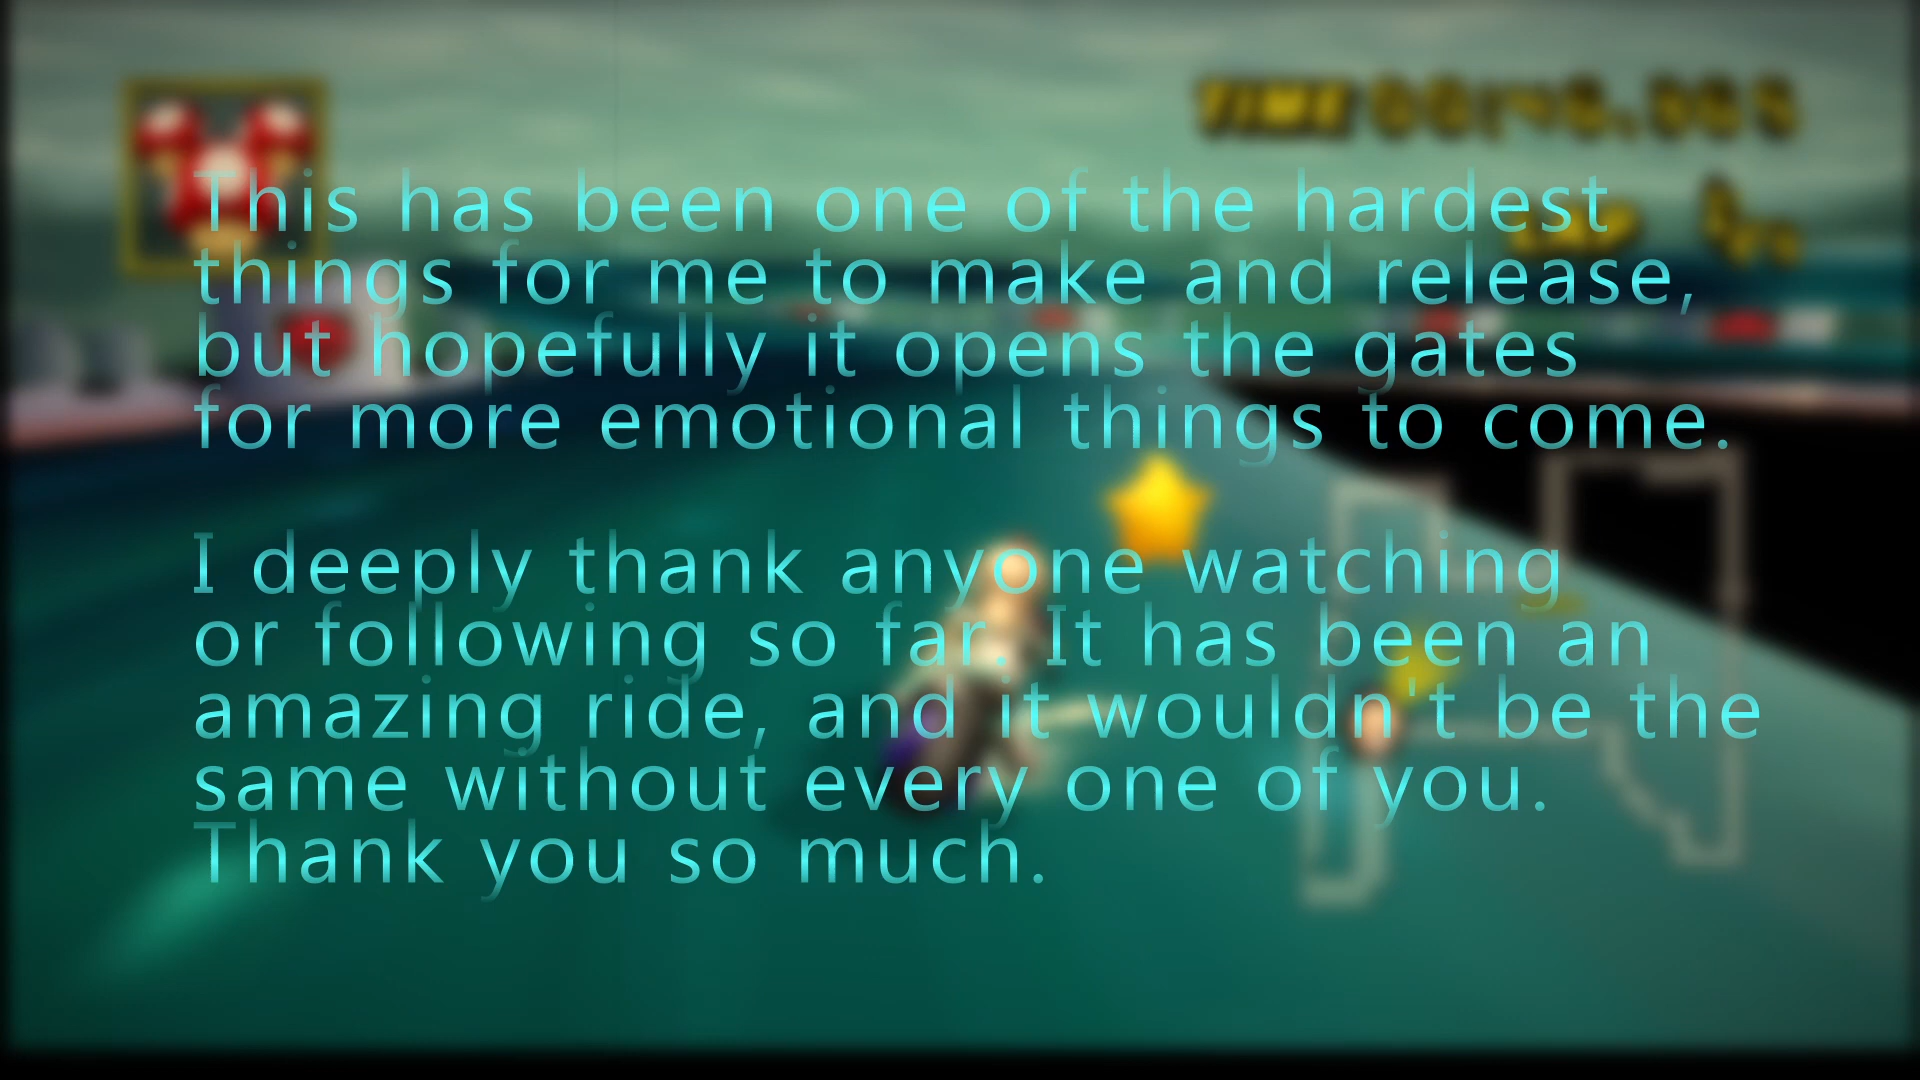 TIME
This has been one of the hardest
LAP
things for me to make and release,
but hopefully it opens the gates
for more emotional things to come.
I deeply thank anyone watching
or following so far. It has been an
amazing ride, and it wouldn't be the
same without every one of you.
Thank you so much.